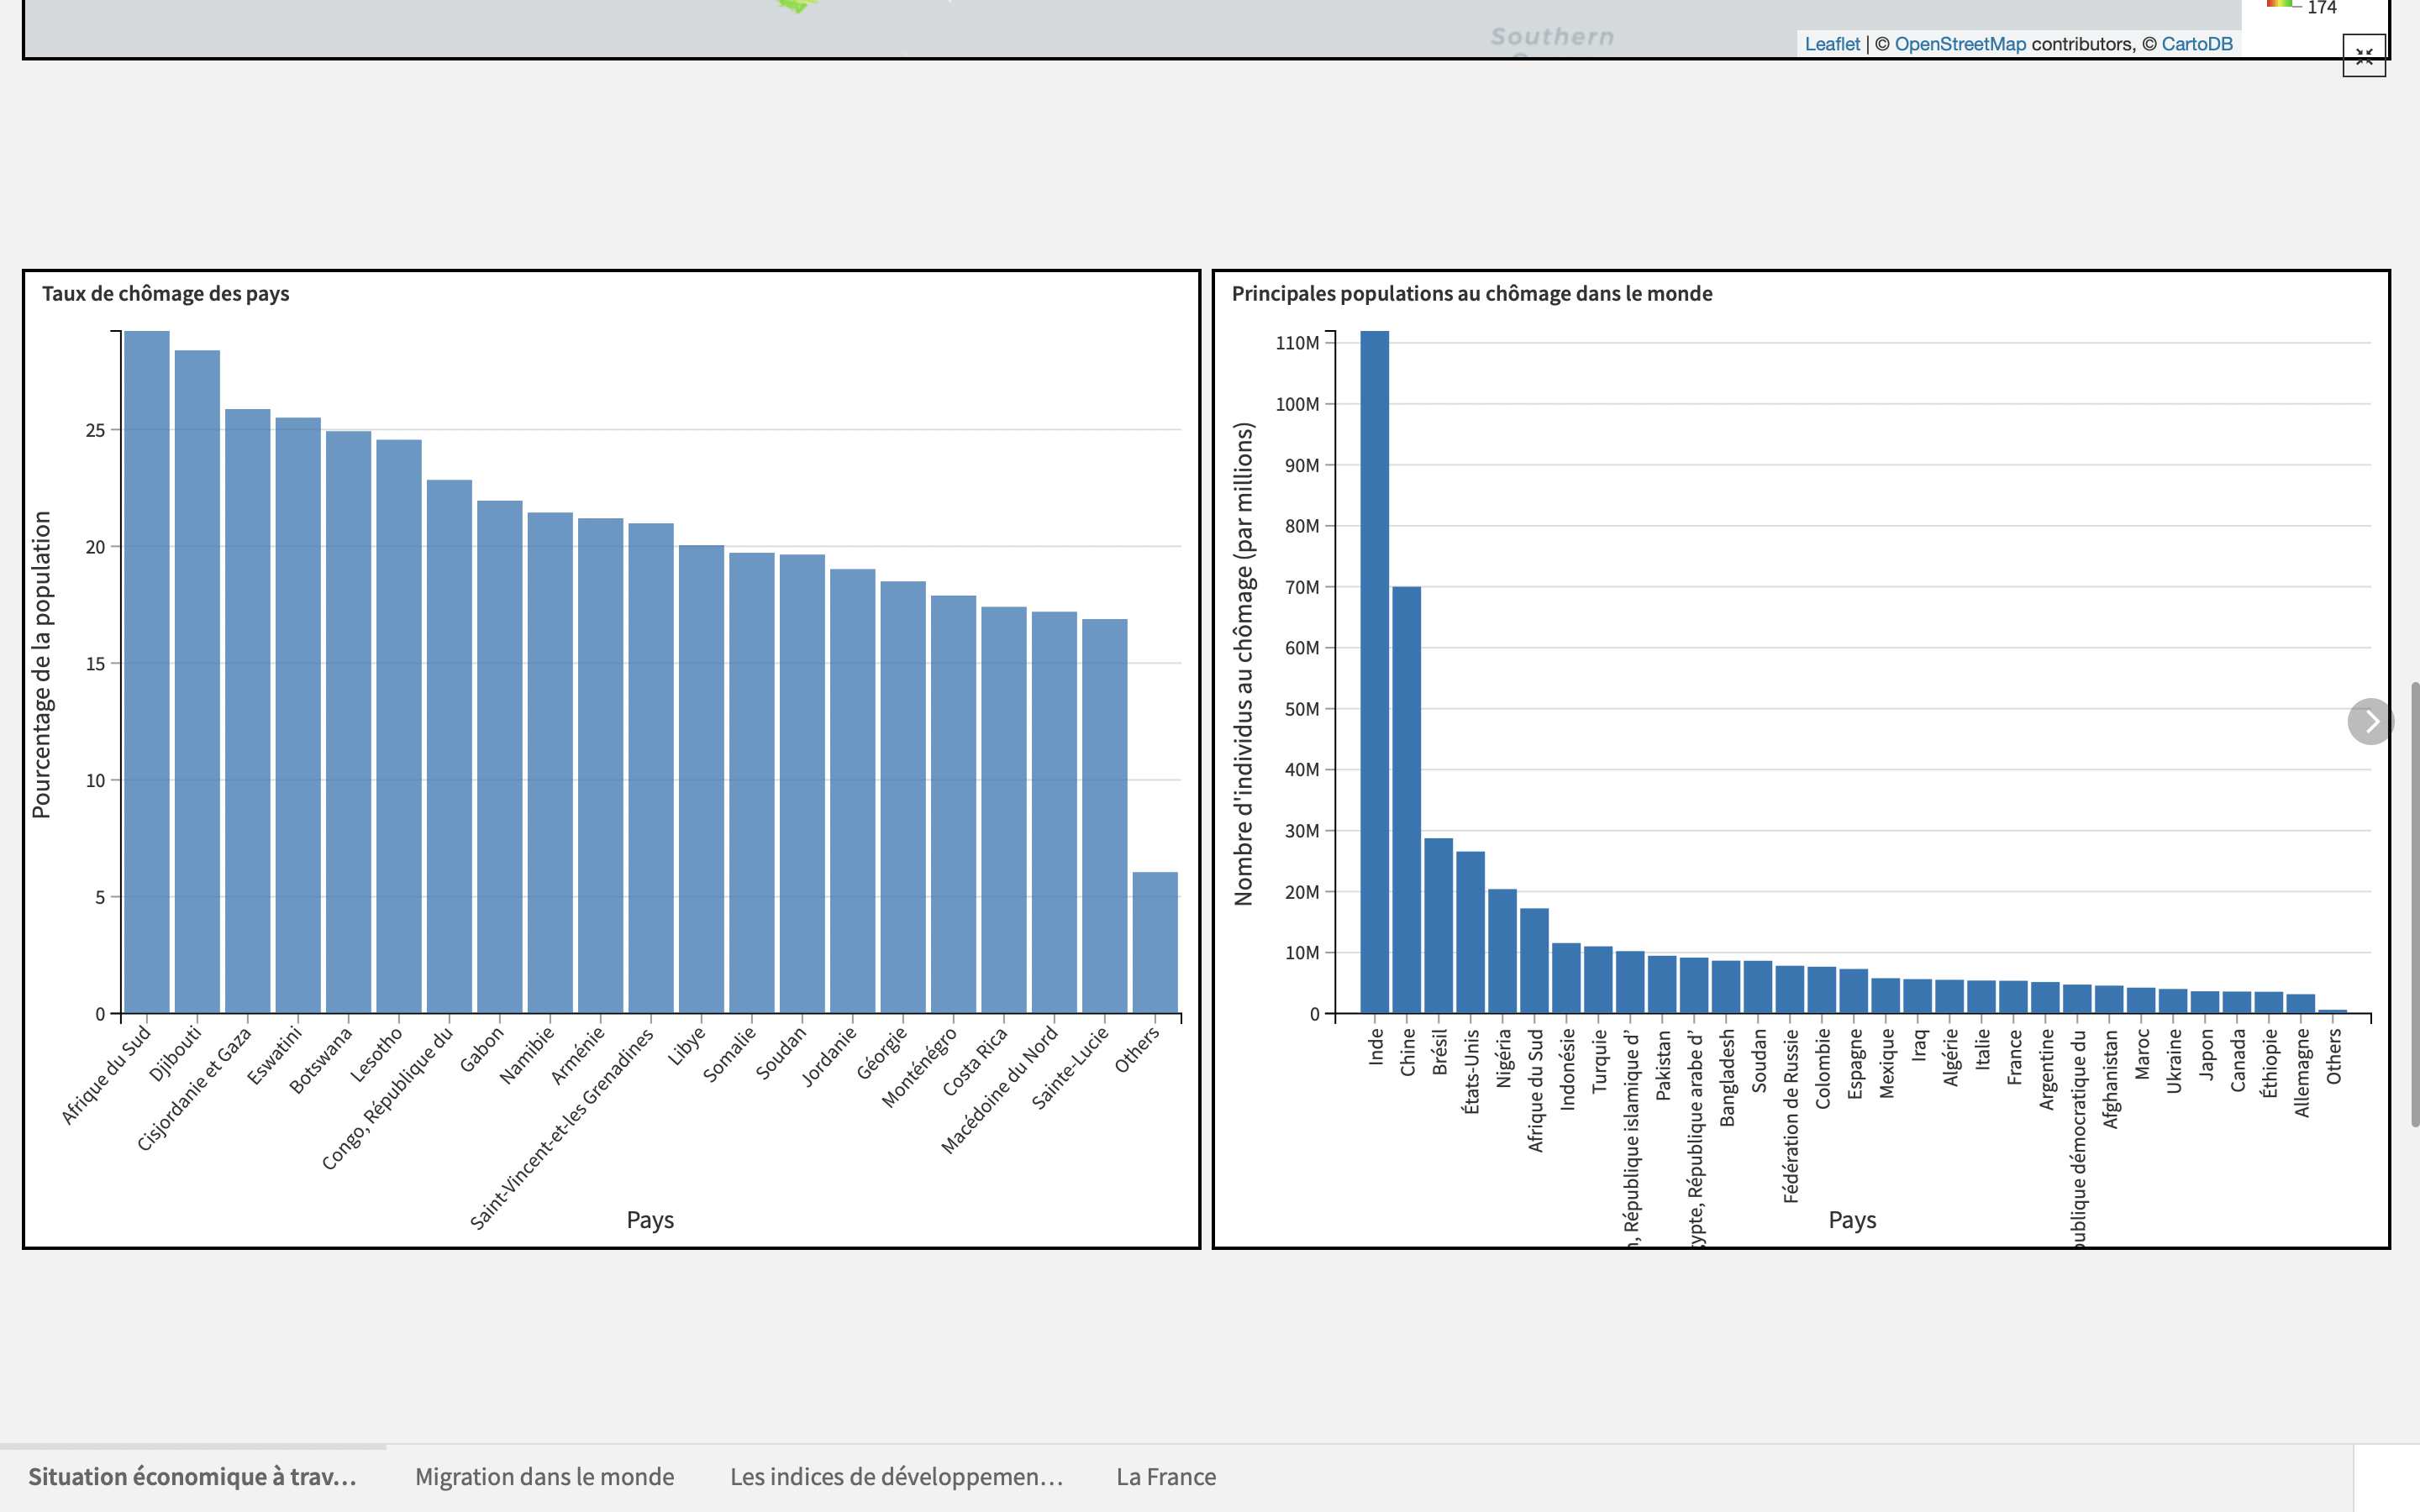 Southern
174
Leaflet | © OpenStreetMap contributors, © CartoDB
Taux de chômage des pays
Pourcentage de la population
25
20
15
10
5
0
Afrique du Sud
Djibouti
Cisjordanie et Gaza
Eswatini
Botswana
Lesotho
Congo, République du
Gabon
Namibie
Arménie
Saint-Vincent-et-les Grenadines
Libye
Somalie
Soudan
Jordanie
Géorgie
Monténégro
Costa Rica
Macédoine du Nord
Sainte-Lucie
Others
Pays
Principales populations au chômage dans le monde
Nombre d'individus au chômage (par millions)
110M
100M
90M
80M
70M
60M
50M
40M
30M
20M
10M
0
Inde
Chine
Brésil
États-Unis
Nigéria
Afrique du Sud
Indonésie
Turquie
, République islamique d’
Pakistan
ypte, République arabe d’
Bangladesh
Soudan
Fédération de Russie
Colombie
Espagne
Mexique
Iraq
Algérie
Italie
France
Argentine
publique démocratique du
Afghanistan
Maroc
Ukraine
Japon
Canada
Éthiopie
Allemagne
Others
Pays
Situation économique à trav…
Migration dans le monde
Les indices de développemen…
La France